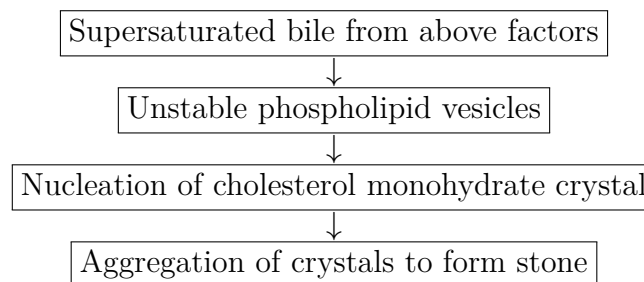 Supersaturated bile from above factors
Unstable phospholipid vesicles
Nucleation of cholesterol monohydrate crystal
Aggregation of crystals to form stone